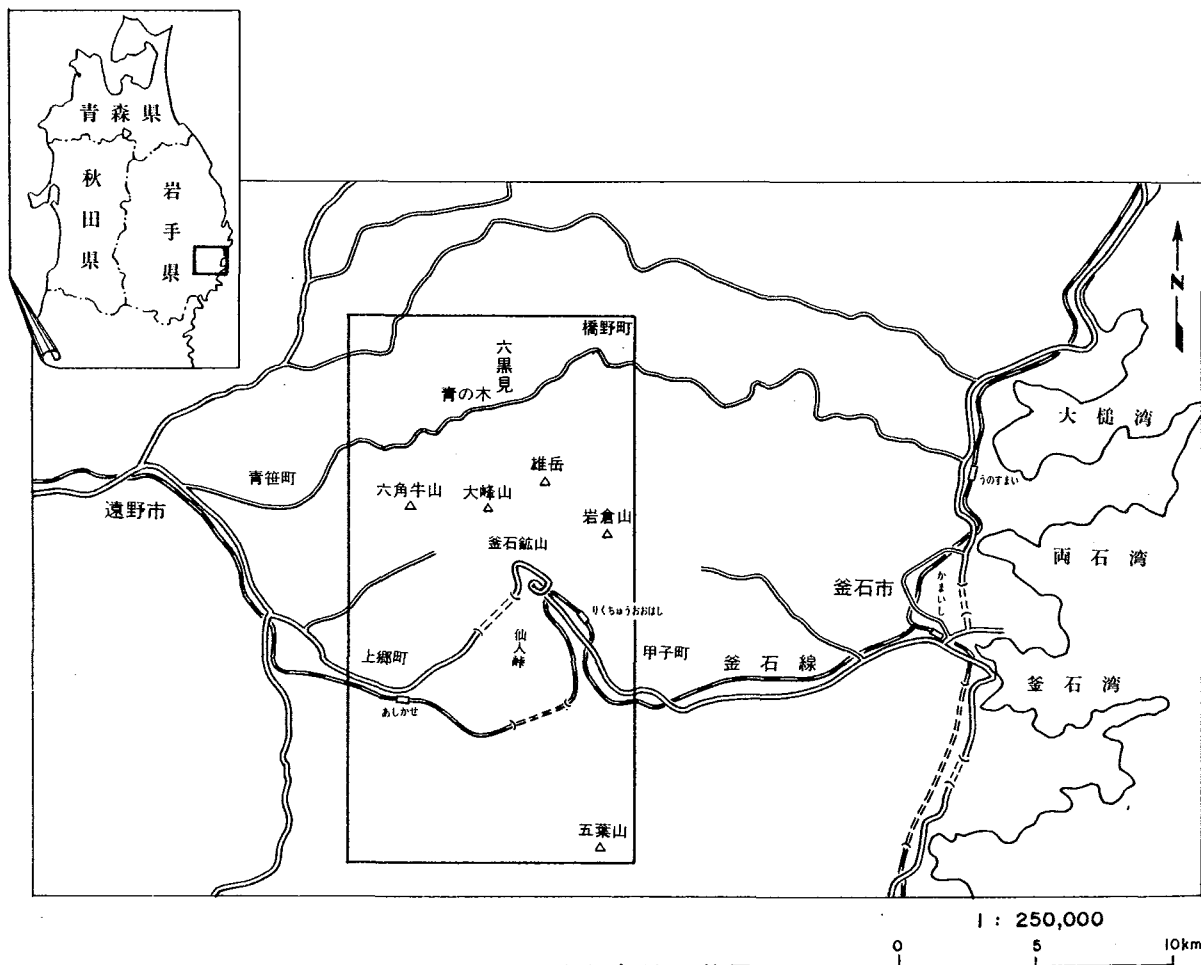 青森県
秋田県
岩手県
N
橋野町
六黒見
青の木
大槌湾
雄岳
青笹町
六角牛山
大峰山
うのすまい
遠野市
岩倉山
釜石鉱山
両石湾
釜石市
かまいし
りくちゅうおおはし
仙人峠
上郷町
甲子町
釜石線
釜石湾
あしがせ
五葉山
1 : 250,000
0 5 10km